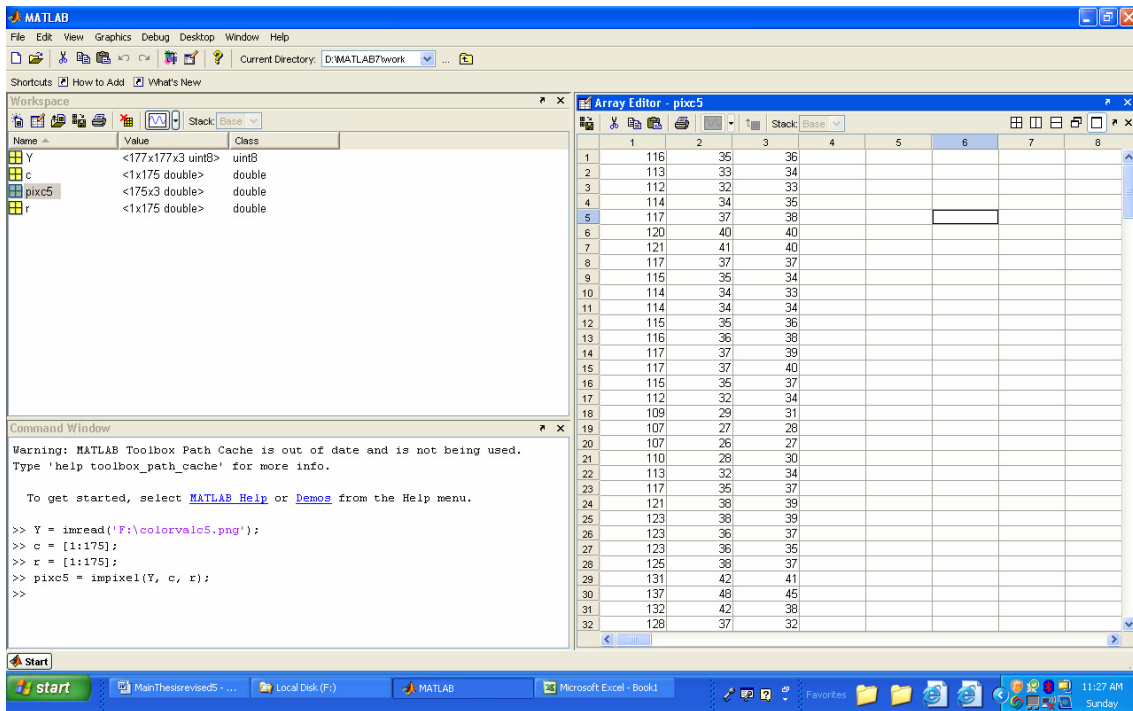 MATLAB
File Edit View Graphics Debug Desktop Window Help
Current Directory: D:\MATLAB7\work ...
Shortcuts How to Add What's New
Workspace
Stack: Base
Name Value Class
Y <177x177x3 uint8> uint8
c <1x175 double> double
pixc5 <175x3 double> double
r <1x175 double> double
Command Window
Warning: MATLAB Toolbox Path Cache is out of date and is not being used.
Type 'help toolbox_path_cache' for more info.
To get started, select MATLAB Help or Demos from the Help menu.
>> Y = imread('F:\colorvalc5.png');
>> c = [1:175];
>> r = [1:175];
>> pixc5 = impixel(Y, c, r);
>>
Array Editor - pixc5
Stack: Base
1 2 3 4 5 6 7 8
1 116 35 36
2 113 33 34
3 112 32 33
4 114 34 35
5 117 37 38
6 120 40 40
7 121 41 40
8 117 37 37
9 115 35 34
10 114 34 33
11 114 34 34
12 115 35 36
13 116 36 38
14 117 37 39
15 117 37 40
16 115 35 37
17 112 32 34
18 109 29 31
19 107 27 28
20 107 26 27
21 110 28 30
22 113 32 34
23 117 35 37
24 121 38 39
25 123 38 39
26 123 36 37
27 123 36 35
28 125 38 37
29 131 42 41
30 137 48 45
31 132 42 38
32 128 37 32
Start
start MainThesisrevised5 - ... Local Disk (F:) MATLAB Microsoft Excel - Book1 Favorites 11:27 AM
Sunday